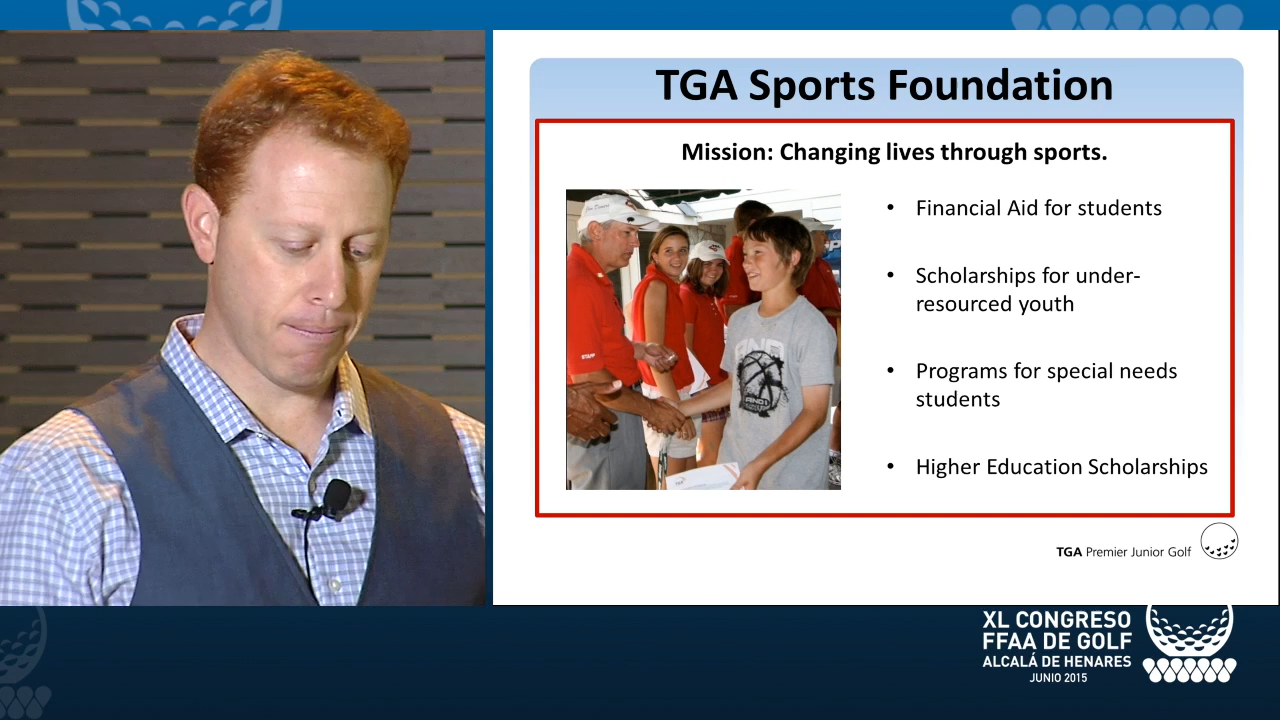 TGA Sports Foundation
Mission: Changing lives through sports.
• Financial Aid for students
• Scholarships for under-
resourced youth
• Programs for special needs
students
• Higher Education Scholarships
STAFF
AND1
TGA Premier Junior Golf
XL CONGRESO
FFAA DE GOLF
ALCALÁ DE HENARES
JUNIO 2015